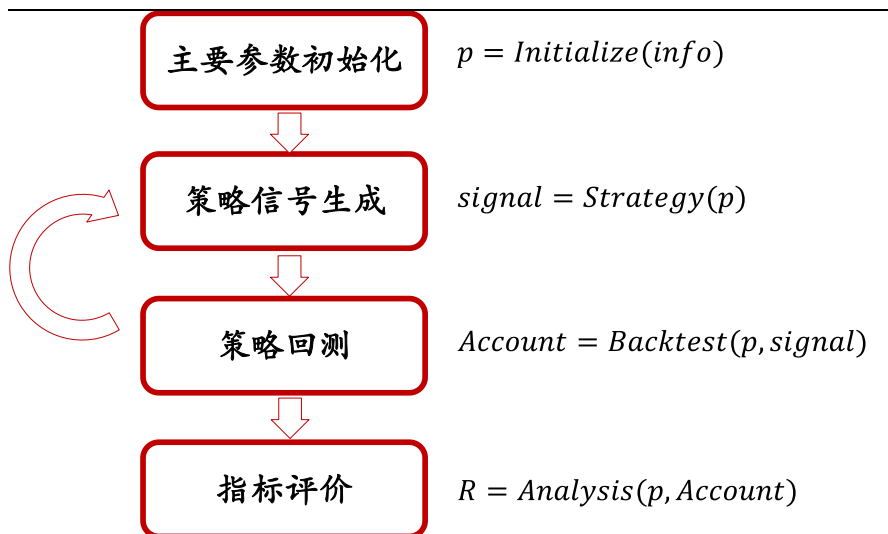 主要参数初始化
p = Initialize(info)
策略信号生成
signal = Strategy(p)
策略回测
Account = Backtest(p, signal)
指标评价
R = Analysis(p, Account)